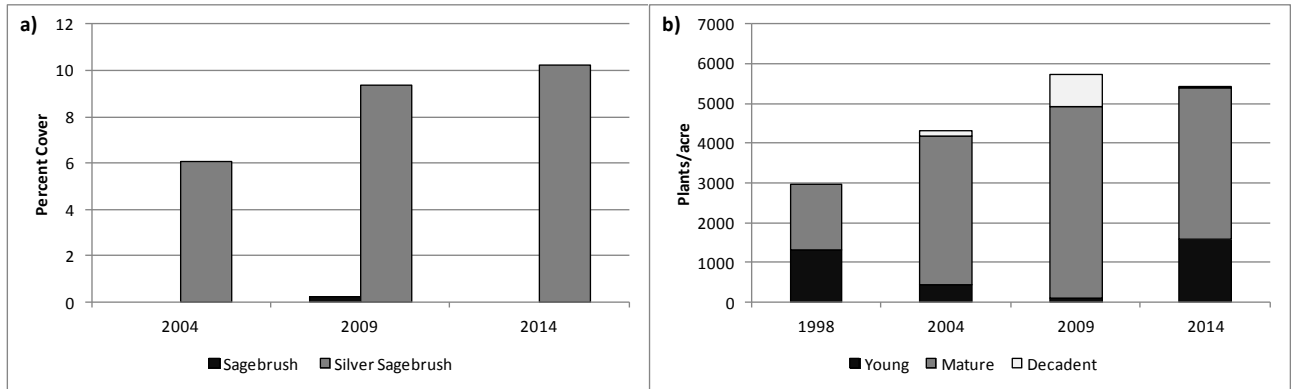 a)
Percent Cover
12
10
8
6
4
2
0
2004 2009 2014
Sagebrush Silver Sagebrush
b)
Plants/acre
7000
6000
5000
4000
3000
2000
1000
0
1998 2004 2009 2014
Young Mature Decadent